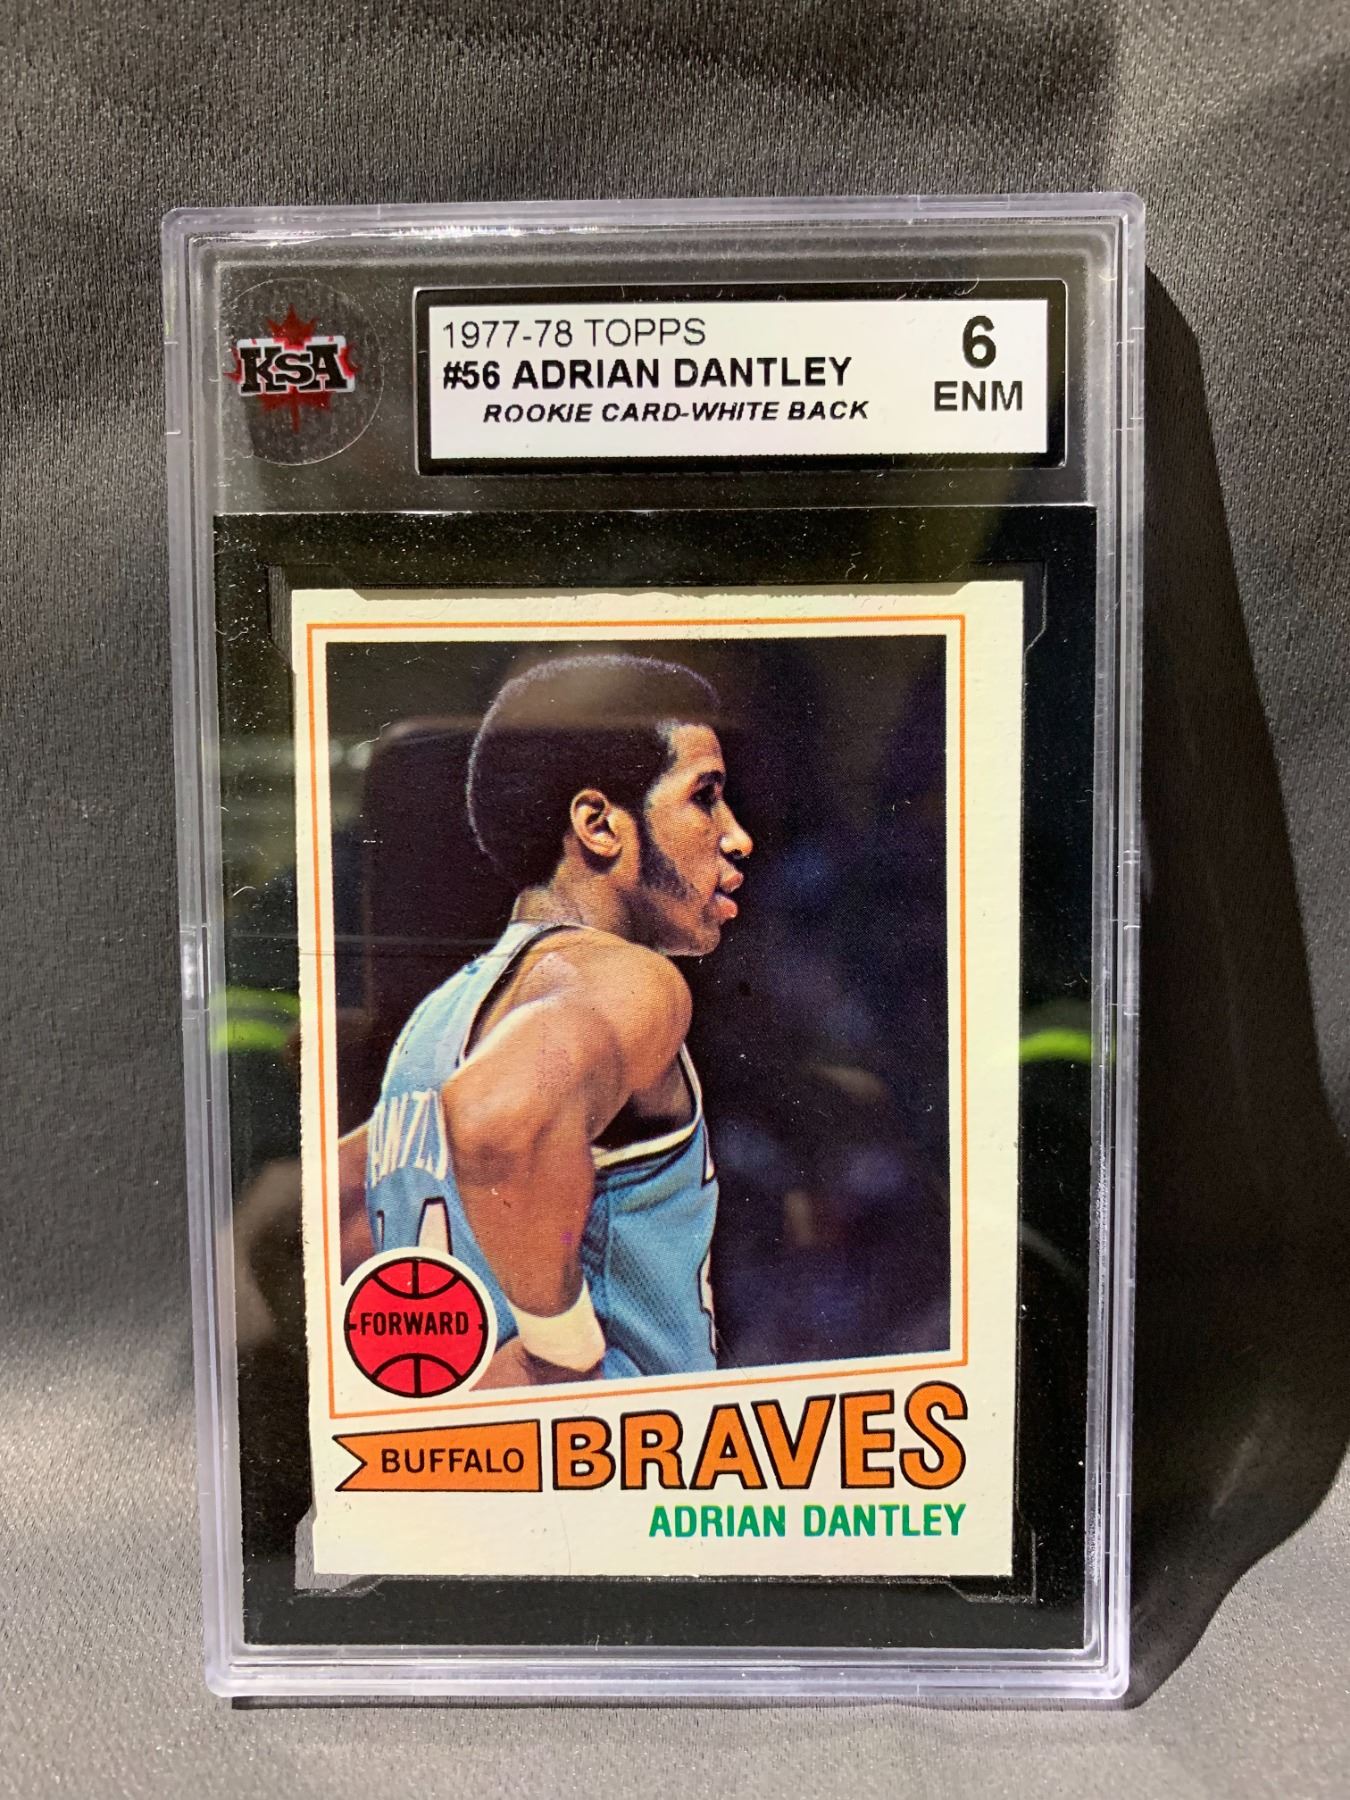 KSA
1977-78 TOPPS
#56 ADRIAN DANTLEY
ROOKIE CARD-WHITE BACK
6
ENM
FORWARD
BUFFALO BRAVES
ADRIAN DANTLEY